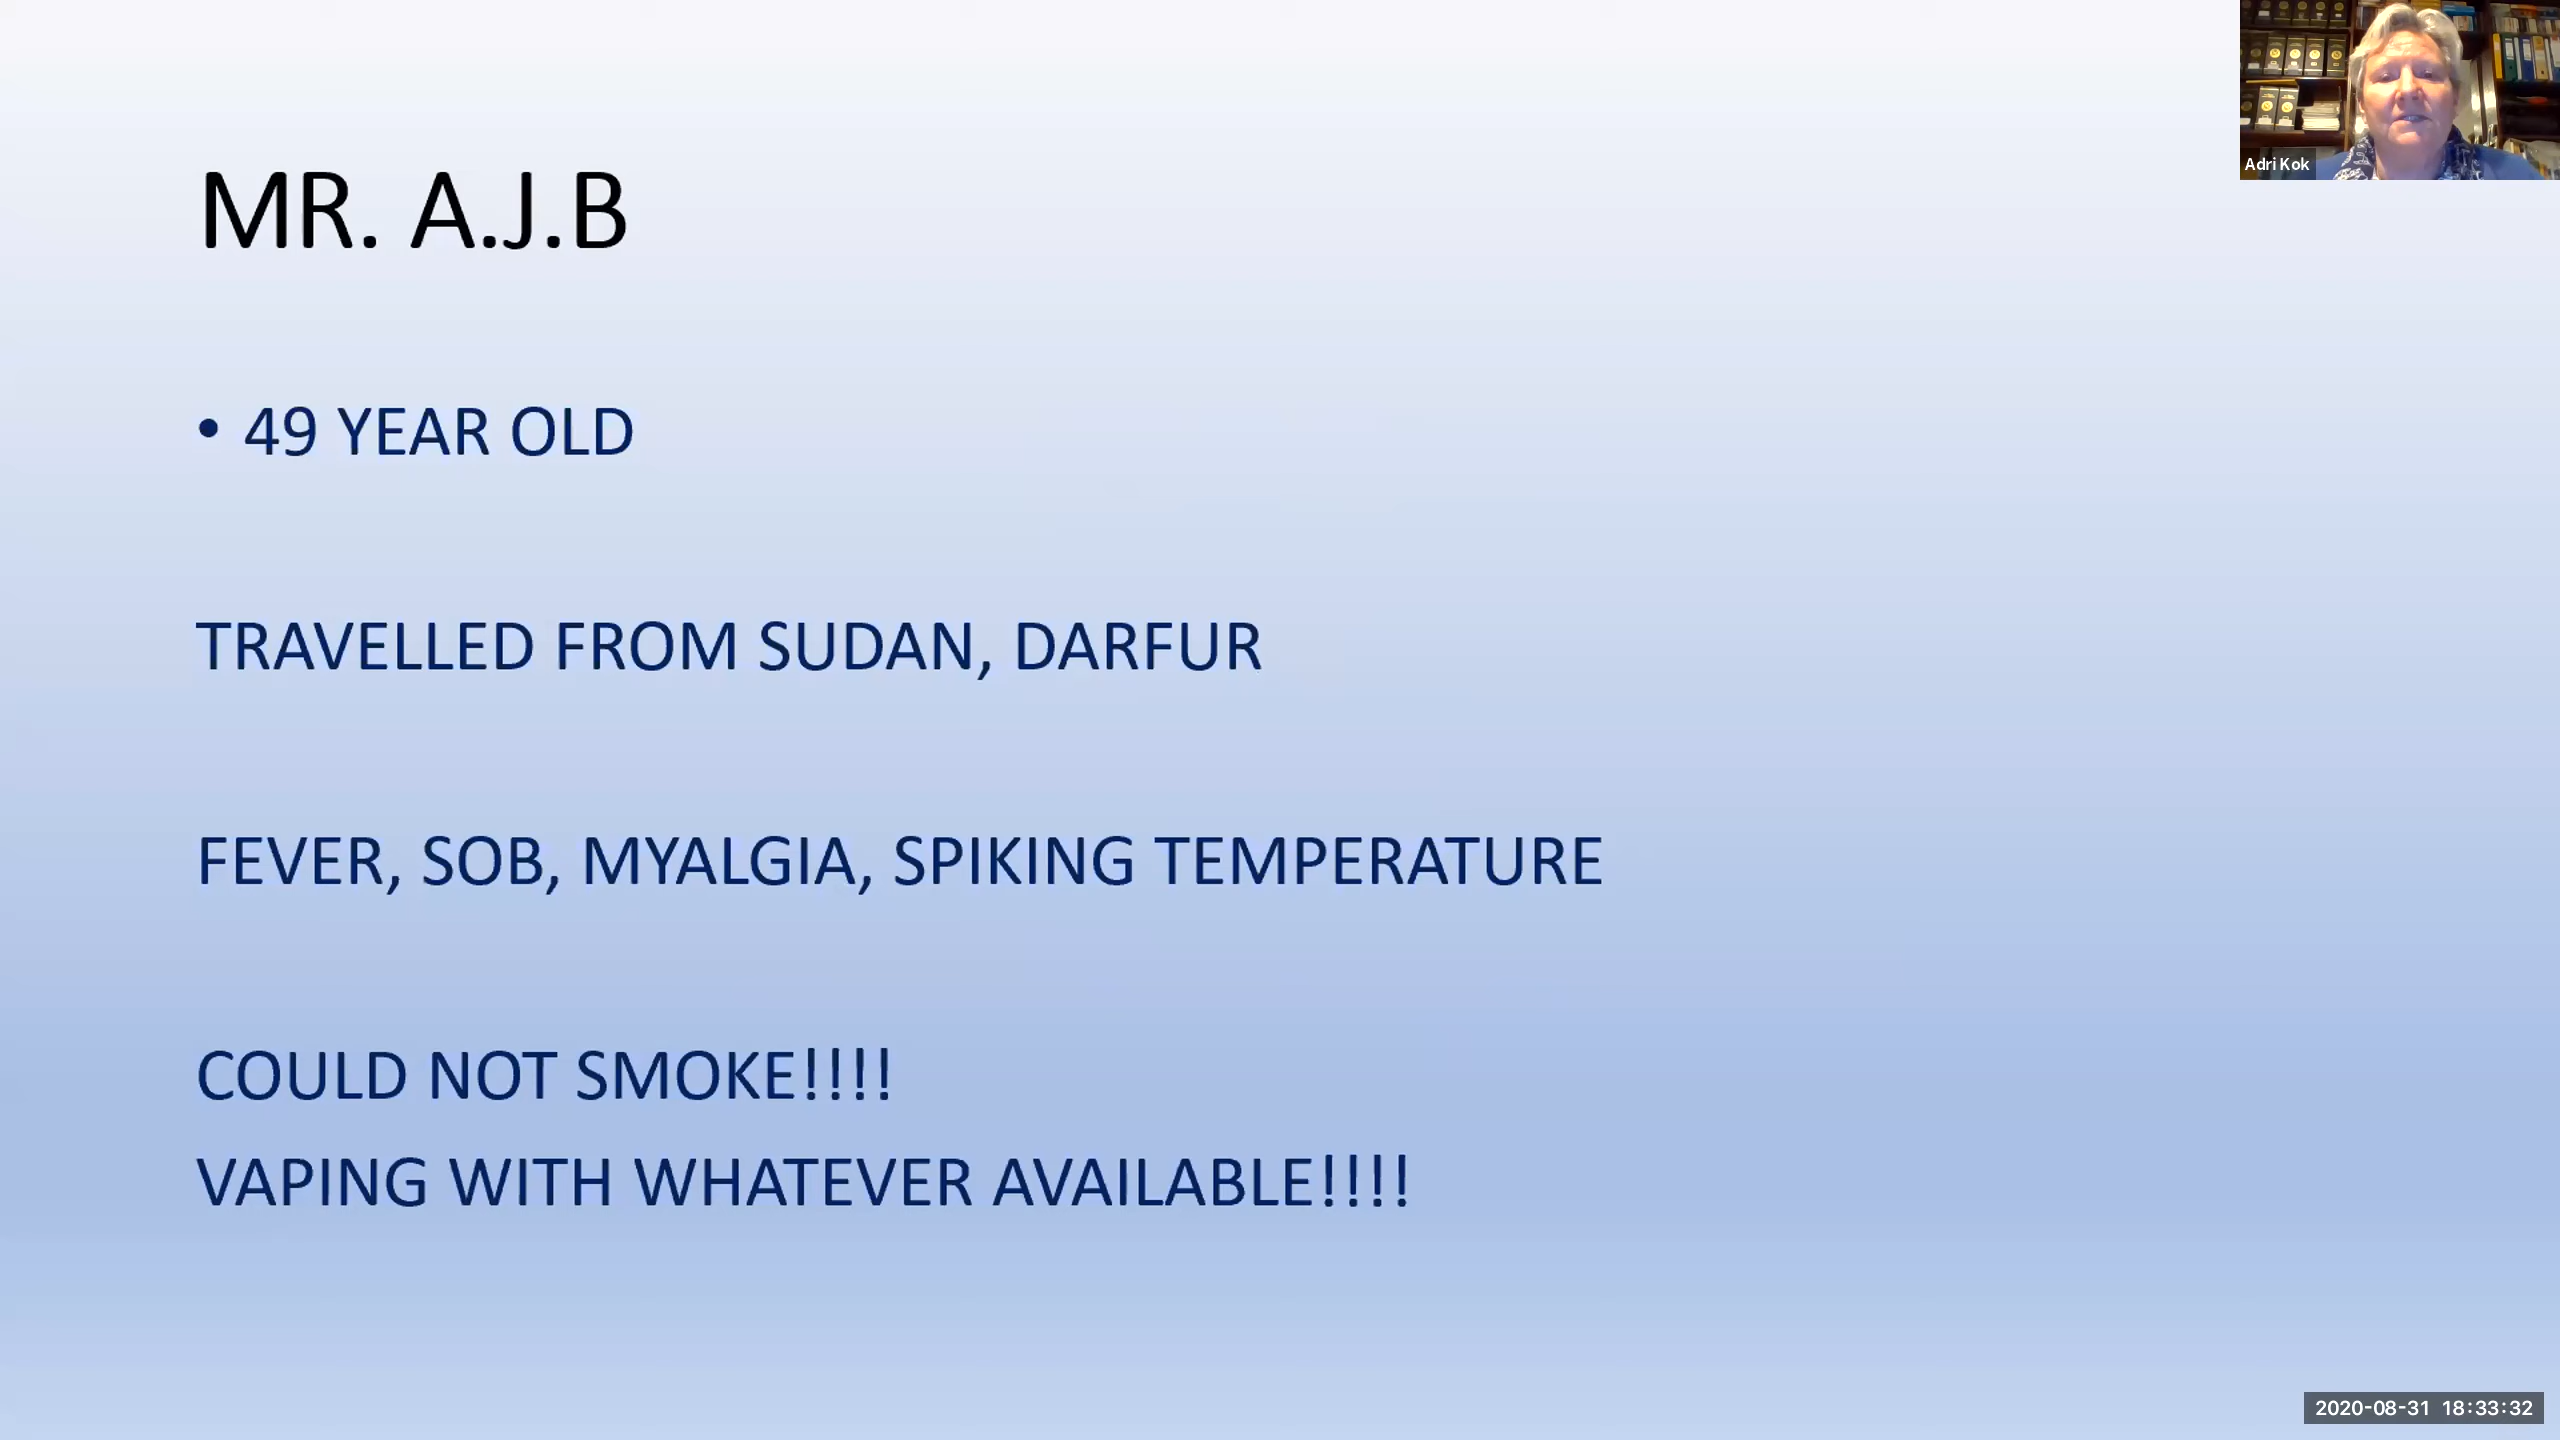 Adri Kok
MR. A.J.B
• 49 YEAR OLD
TRAVELLED FROM SUDAN, DARFUR
FEVER, SOB, MYALGIA, SPIKING TEMPERATURE
COULD NOT SMOKE!!!!
VAPING WITH WHATEVER AVAILABLE!!!!
2020-08-31 18:33:32